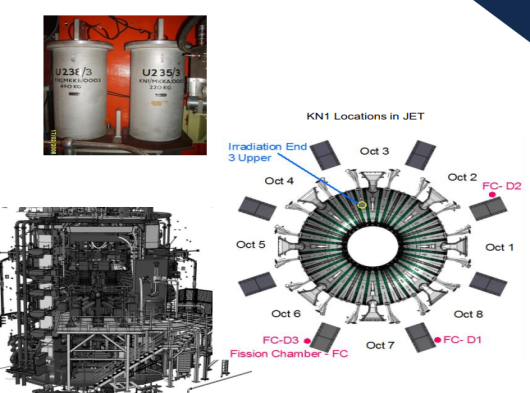 U238/3
490 KG
U235/3
220 KG
KN1 Locations in JET
Irradiation End
3 Upper
Oct 3
Oct 2
FC- D2
Oct 4
Oct 5
Oct 1
Oct 6
Oct 8
FC-D3
Oct 7
FC- D1
Fission Chamber - FC